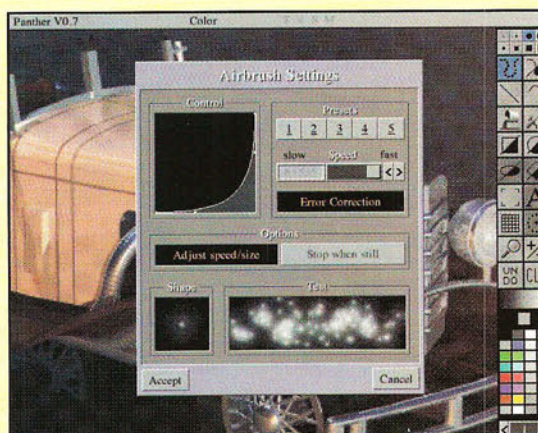 Panther V0.7 Color
Airbrush Settings
Control
Presets
1 2 3 4 5
slow Speed fast
< >
Error Correction
Options
Adjust speed/size Stop when still
Shape
Test
Accept Cancel
A
UN
DO
CL
<